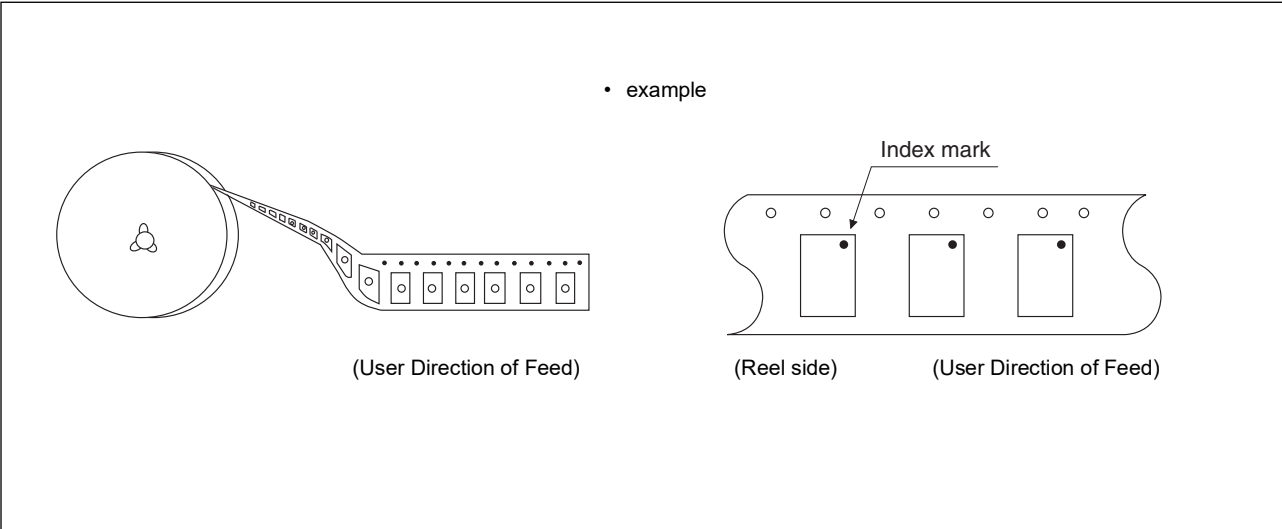 • example
Index mark
(User Direction of Feed)
(Reel side)
(User Direction of Feed)